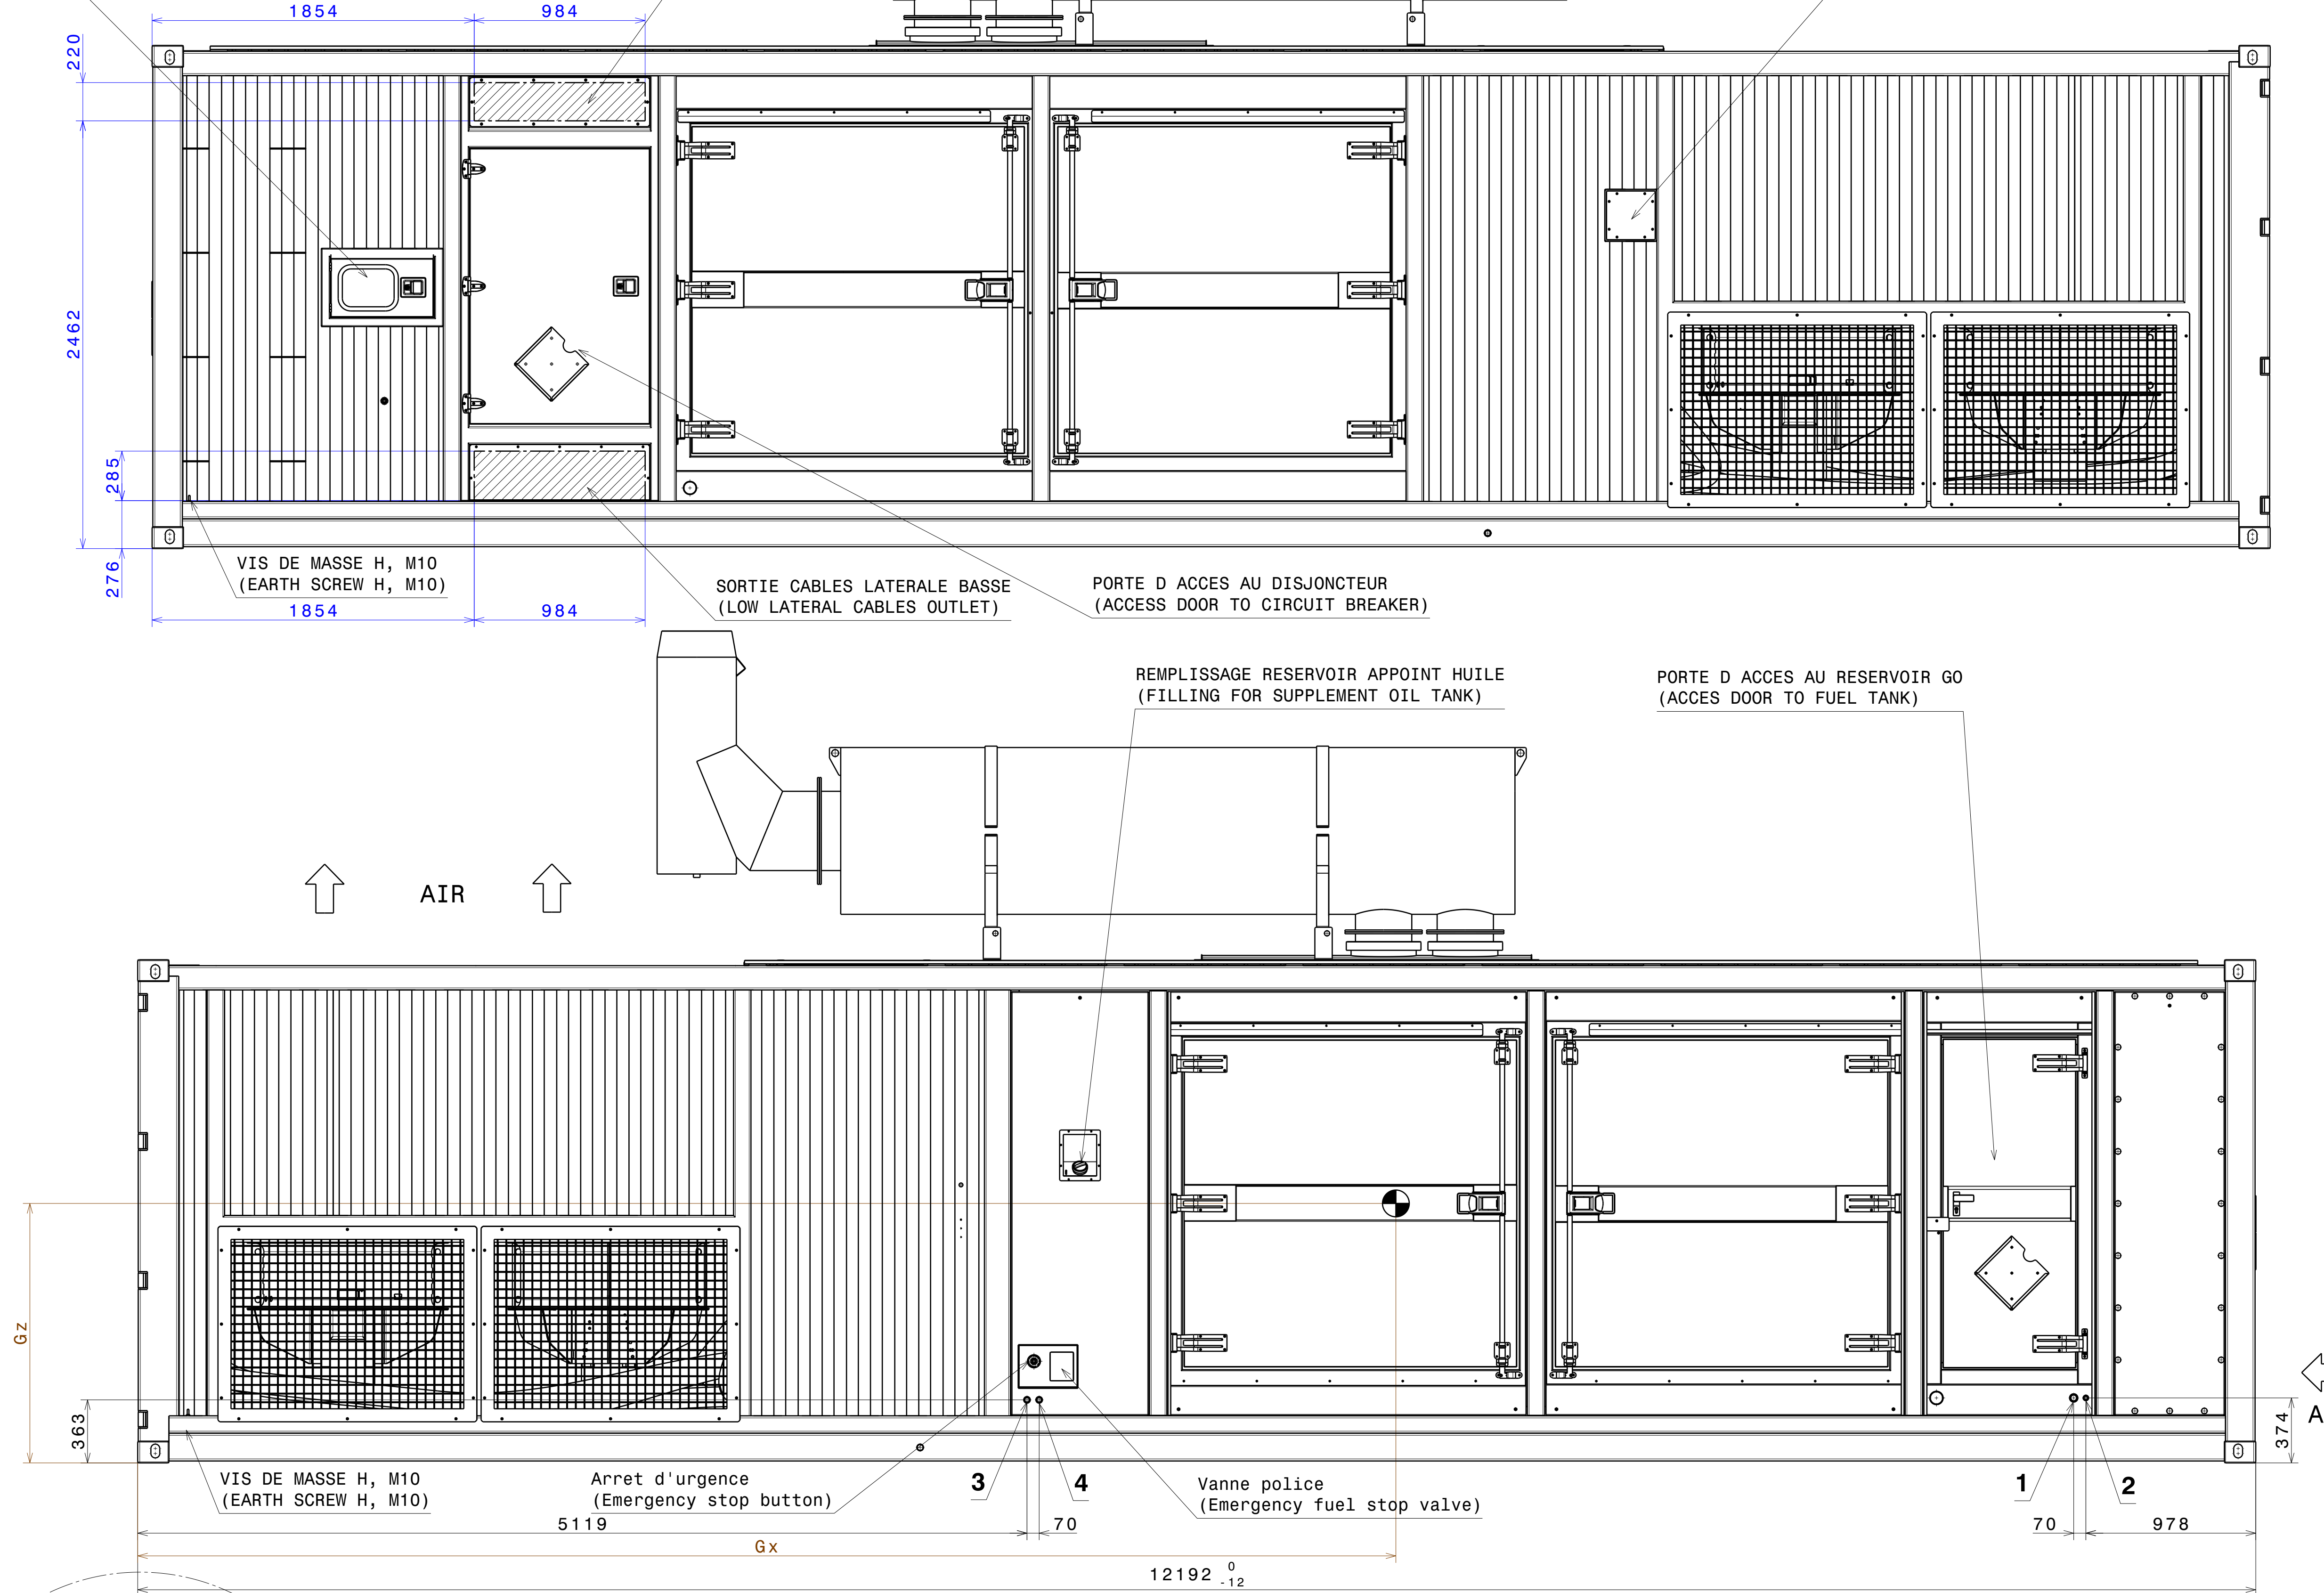 1854
984
220
2462
285
276
VIS DE MASSE H, M10
(EARTH SCREW H, M10)
1854
984
SORTIE CABLES LATERALE BASSE
(LOW LATERAL CABLES OUTLET)
PORTE D ACCES AU DISJONCTEUR
(ACCESS DOOR TO CIRCUIT BREAKER)
REMPLISSAGE RESERVOIR APPOINT HUILE
(FILLING FOR SUPPLEMENT OIL TANK)
PORTE D ACCES AU RESERVOIR GO
(ACCES DOOR TO FUEL TANK)
AIR
Gz
363
374
A
VIS DE MASSE H, M10
(EARTH SCREW H, M10)
Arret d'urgence
(Emergency stop button)
3
4
Vanne police
(Emergency fuel stop valve)
1
2
5119
70
70
978
Gx
12192 0 -12